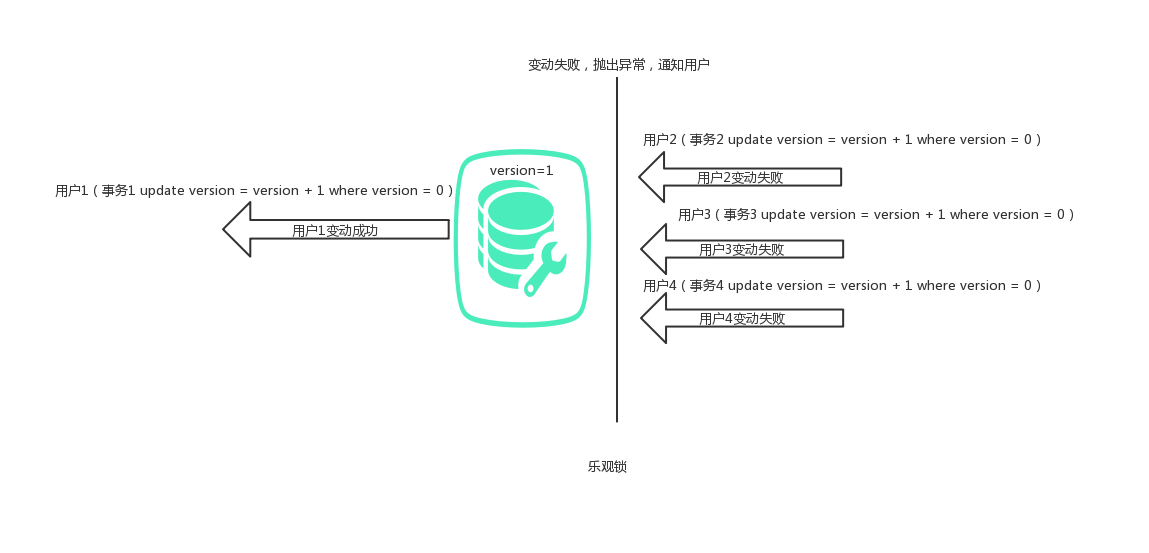 变动失败，抛出异常，通知用户
用户2 ( 事务2 update version = version + 1 where version = 0 )
version=1
用户2变动失败
用户1 ( 事务1 update version = version + 1 where version = 0 )
用户3 ( 事务3 update version = version + 1 where version = 0 )
用户1变动成功
用户3变动失败
用户4 ( 事务4 update version = version + 1 where version = 0 )
用户4变动失败
乐观锁